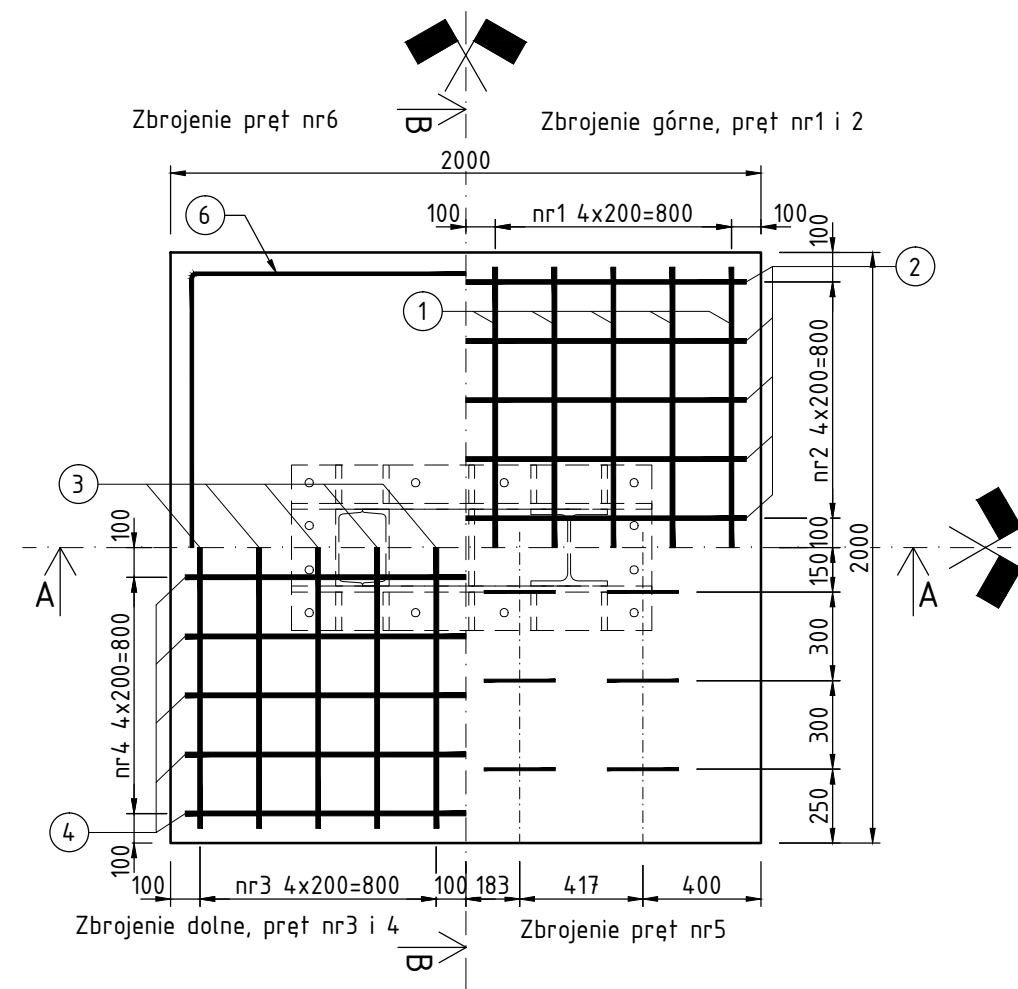 B
Zbrojenie pręt nr6
Zbrojenie górne, pręt nr1 i 2
2000
100
nr1 4x200=800
100
6
100
2
1
nr2 4x200=800
3
100
100
2000
A
A
150
nr4 4x200=800
300
300
4
250
100
100
nr3 4x200=800
100
183
417
400
Zbrojenie dolne, pręt nr3 i 4
Zbrojenie pręt nr5
B